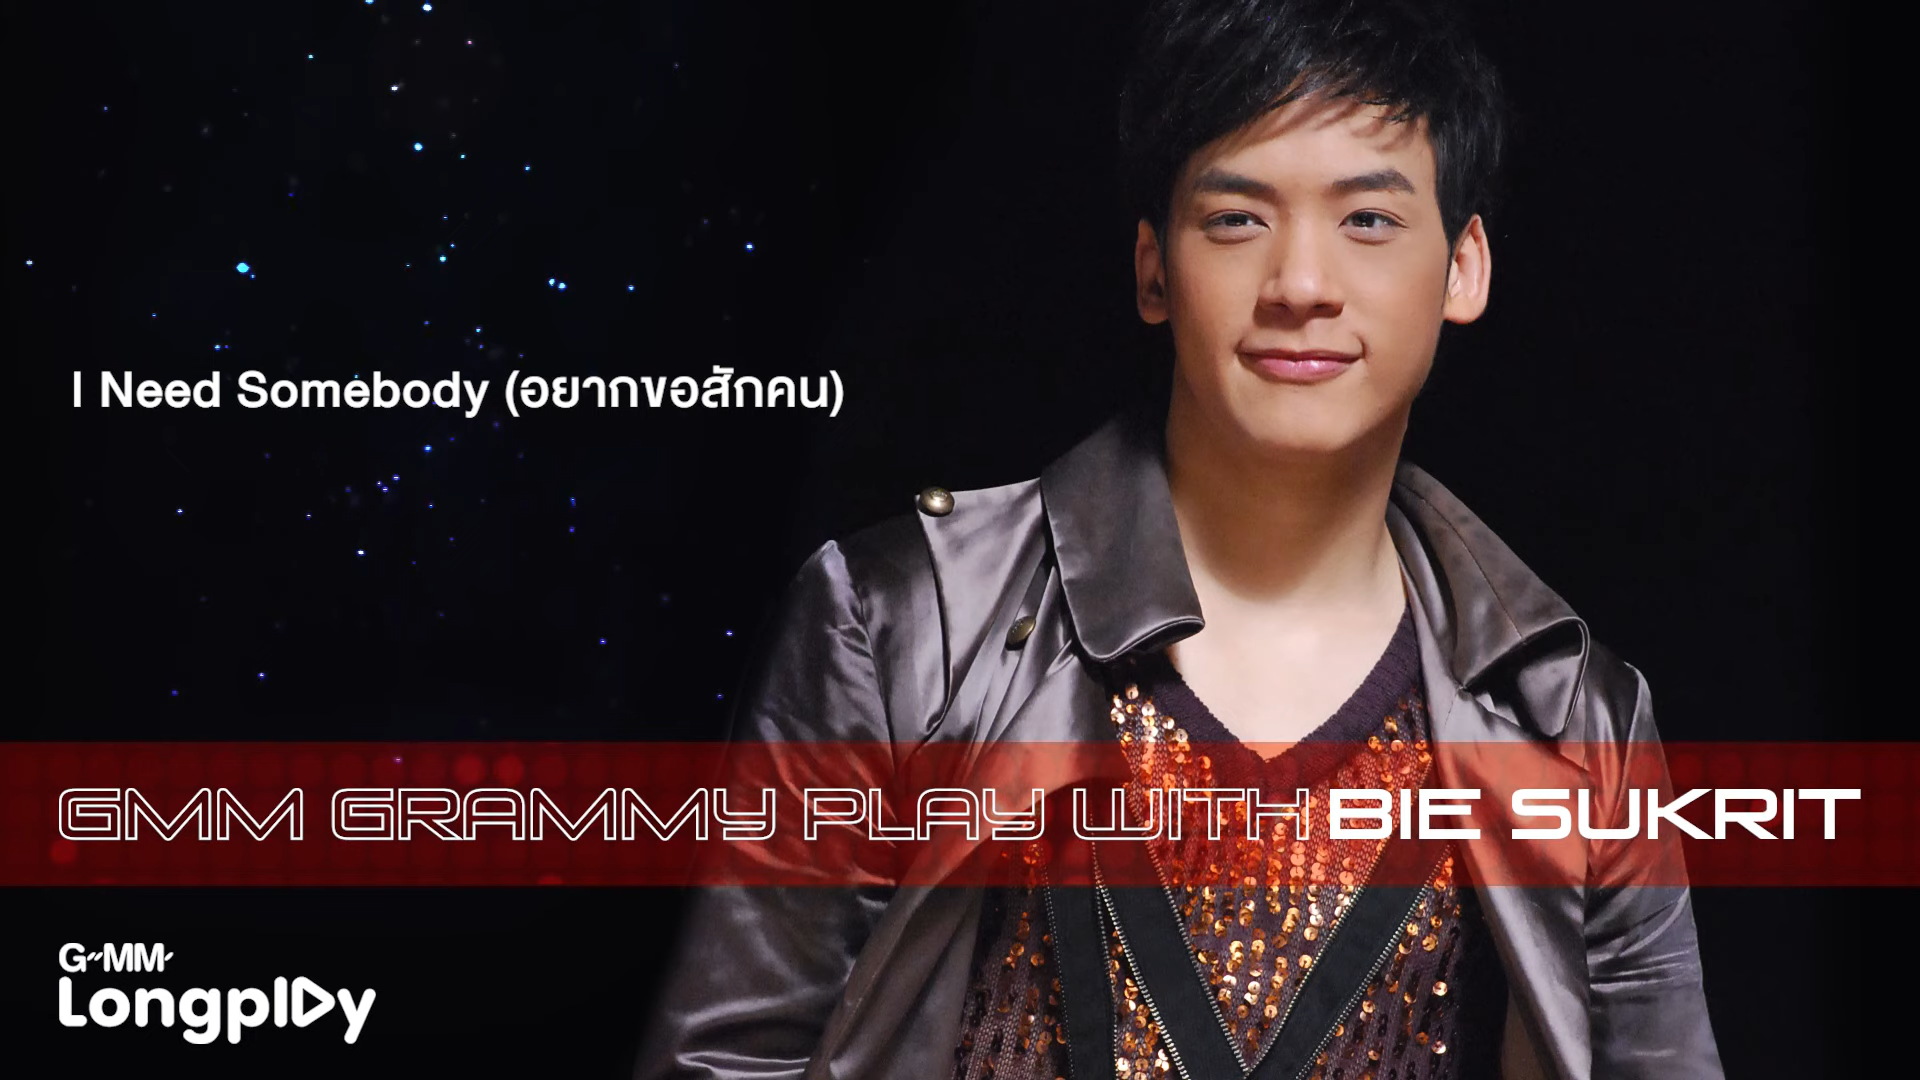 I Need Somebody (อยากขอสักคน)
GMM GRAMMY PLAY WITH BIE SUKRIT
GMM
Longplay